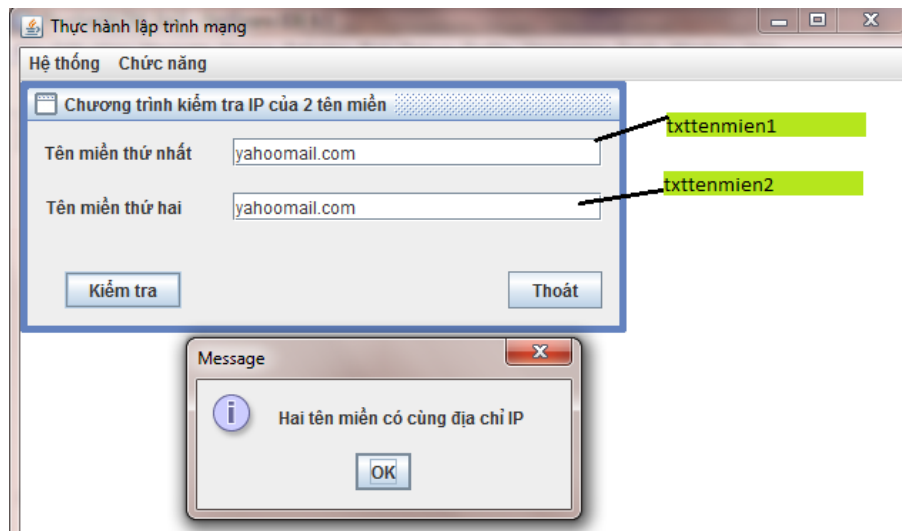 Thực hành lập trình mạng
Hệ thống Chức năng
Chương trình kiểm tra IP của 2 tên miền
Tên miền thứ nhất yahoomail.com txttenmien1
Tên miền thứ hai yahoomail.com txttenmien2
Kiểm tra Thoát
Message
Hai tên miền có cùng địa chỉ IP
OK